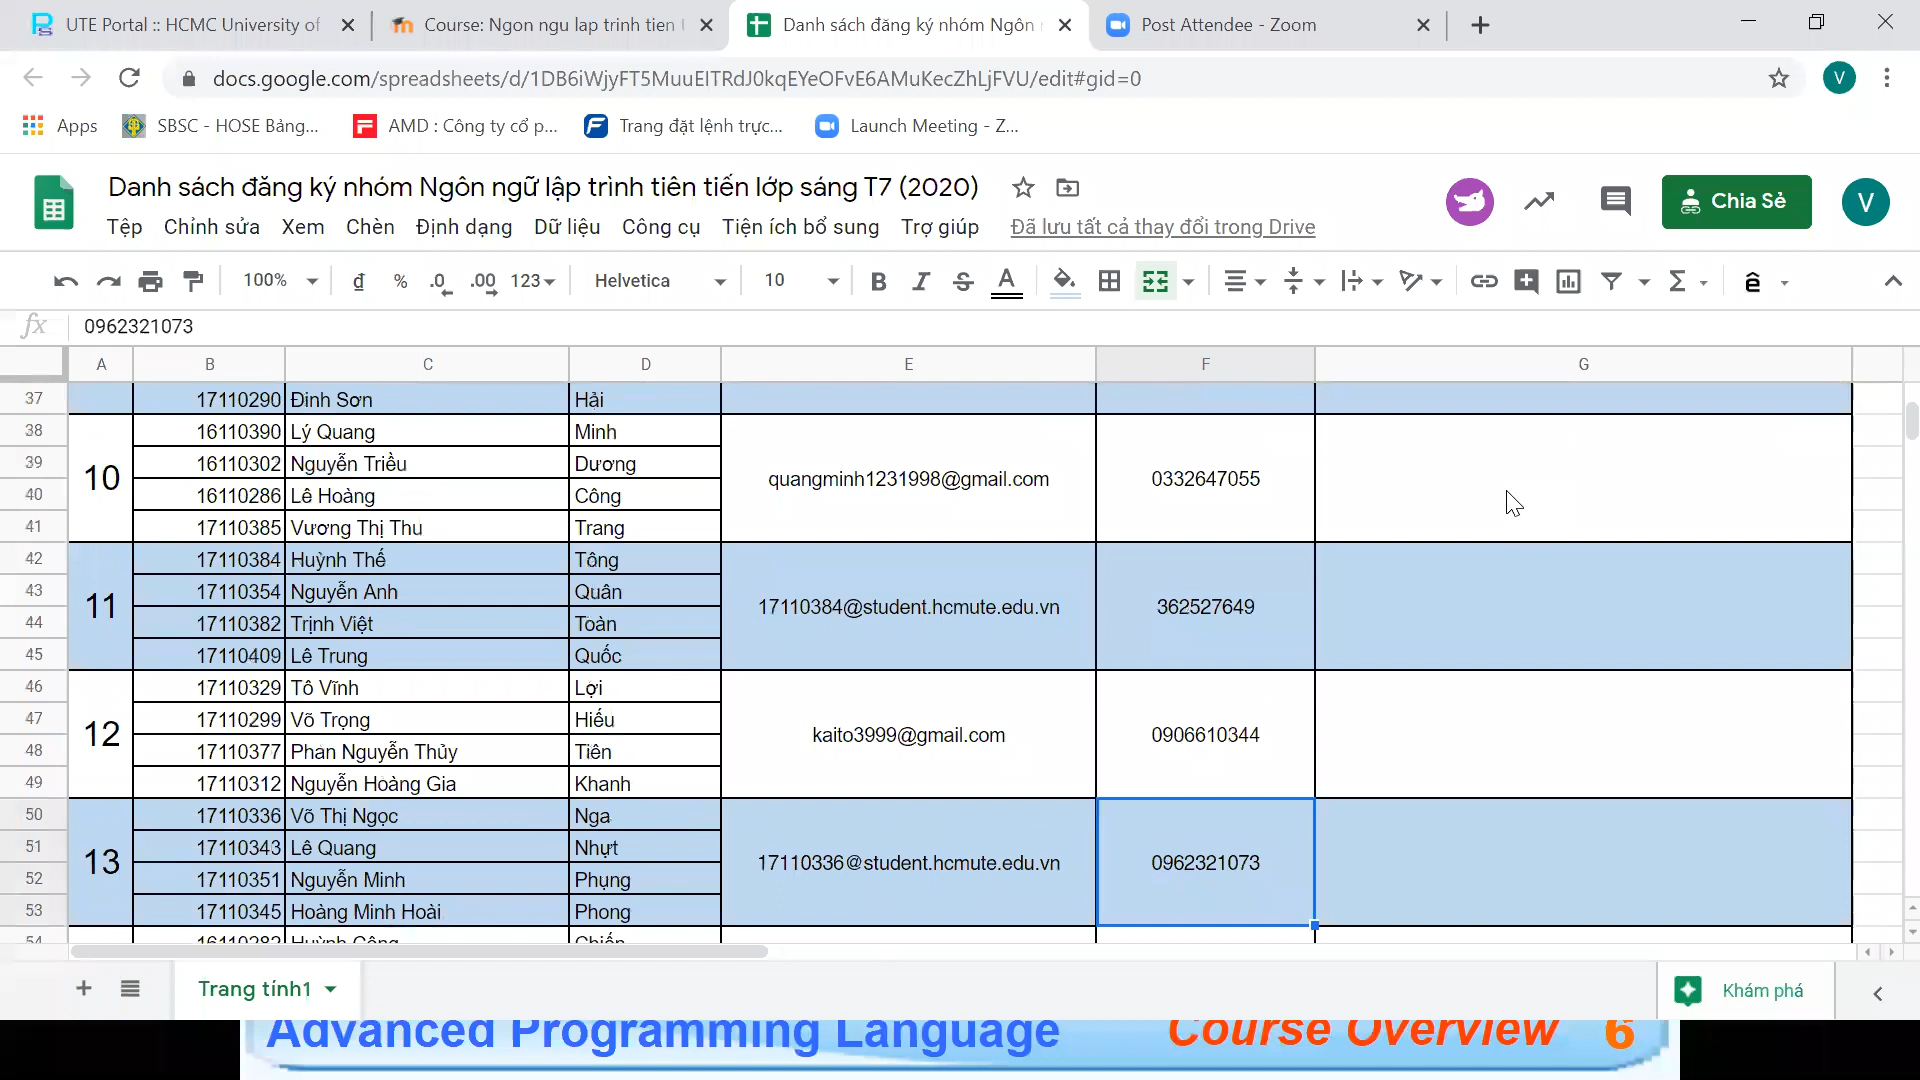 UTE Portal :: HCMC University of
Course: Ngon ngu lap trinh tien
Danh sách đăng ký nhóm Ngôn
Post Attendee - Zoom
docs.google.com/spreadsheets/d/1DB6iWjyFT5MuuElTRdJ0kqEYeOFvE6AMuKecZhLjFVU/edit#gid=0
V
Apps
SBSC - HOSE Bảng...
AMD : Công ty cổ p...
Trang đặt lệnh trực...
Launch Meeting - Z...
Danh sách đăng ký nhóm Ngôn ngữ lập trình tiên tiến lớp sáng T7 (2020)
Chia Sẻ
V
Tệp Chỉnh sửa Xem Chèn Định dạng Dữ liệu Công cụ Tiện ích bổ sung Trợ giúp Đã lưu tất cả thay đổi trong Drive
100% đ % .0 .00 123 Helvetica 10 B I S A Σ ê
fx 0962321073
A B C D E F G
37 17110290 Đinh Sơn Hải
38 16110390 Lý Quang Minh
39 16110302 Nguyễn Triều Dương
10 quangminh1231998@gmail.com 0332647055
40 16110286 Lê Hoàng Công
41 17110385 Vương Thị Thu Trang
42 17110384 Huỳnh Thế Tông
43 17110354 Nguyễn Anh Quân
11 17110384@student.hcmute.edu.vn 362527649
44 17110382 Trịnh Việt Toàn
45 17110409 Lê Trung Quốc
46 17110329 Tô Vĩnh Lợi
47 17110299 Võ Trọng Hiếu
12 kaito3999@gmail.com 0906610344
48 17110377 Phan Nguyễn Thủy Tiên
49 17110312 Nguyễn Hoàng Gia Khanh
50 17110336 Võ Thị Ngọc Nga
51 17110343 Lê Quang Nhựt
13 17110336@student.hcmute.edu.vn 0962321073
52 17110351 Nguyễn Minh Phụng
53 17110345 Hoàng Minh Hoài Phong
54 16110282 Huỳnh Công Chiến
Trang tính1
Khám phá
Advanced Programming Language Course Overview 6